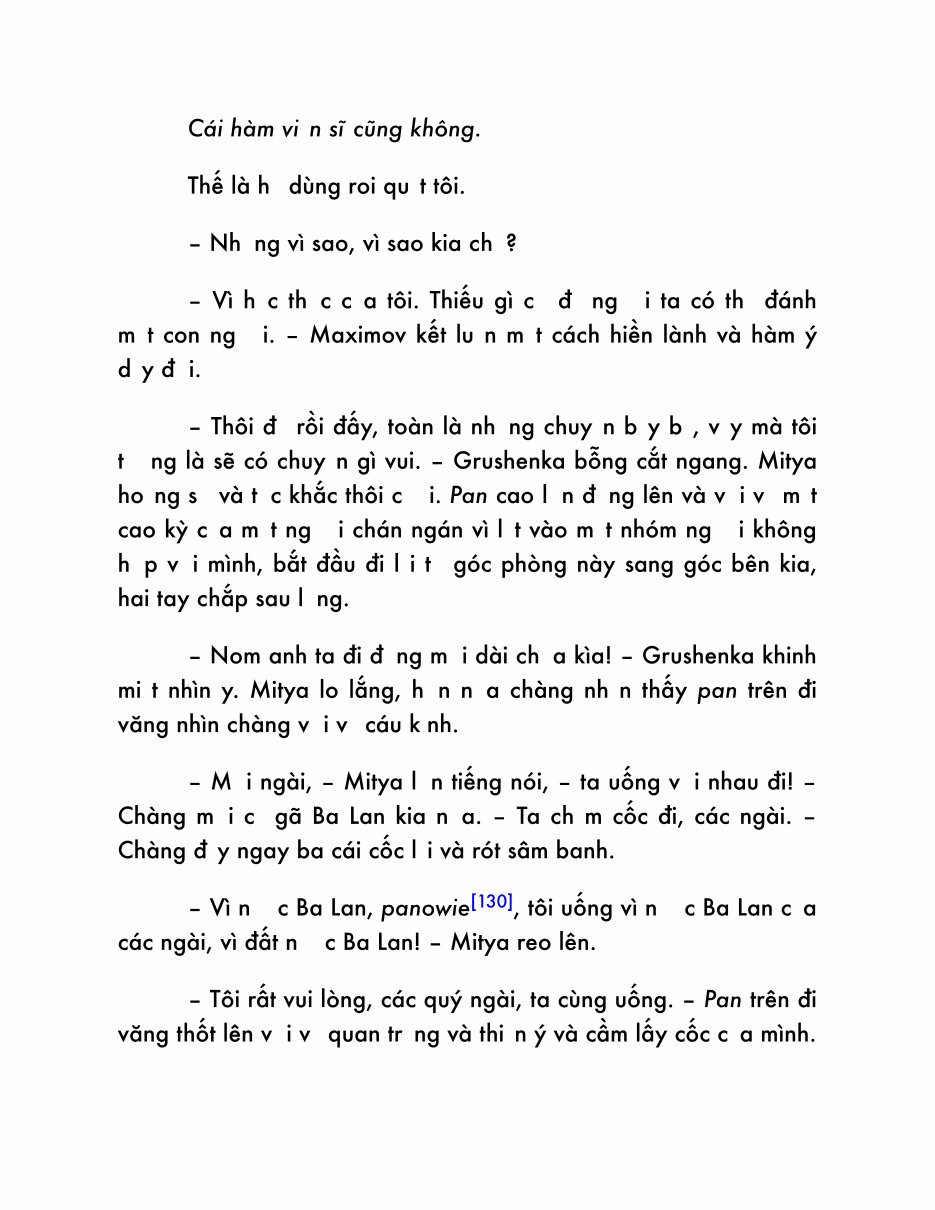 Cái hàm vi n sĩ cũng không.
Thế là h dùng roi qu t tôi.
– Nh ng vì sao, vì sao kia ch ?
– Vì h c th c c a tôi. Thiếu gì c đ ng i ta có th đánh
m t con ng i. – Maximov kết lu n m t cách hiền lành và hàm ý
d y đ i.
– Thôi đ rồi đấy, toàn là nh ng chuy n b y b , v y mà tôi
t ng là sẽ có chuy n gì vui. – Grushenka bỗng cắt ngang. Mitya
ho ng s và t c khắc thôi c i. Pan cao l n đ ng lên và v i v m t
cao kỳ c a m t ng i chán ngán vì l t vào m t nhóm ng i không
h p v i mình, bắt đầu đi l i t góc phòng này sang góc bên kia,
hai tay chắp sau l ng.
– Nom anh ta đi đ ng m i dài ch a kìa! – Grushenka khinh
mi t nhìn y. Mitya lo lắng, h n n a chàng nh n thấy pan trên đi
văng nhìn chàng v i v cáu k nh.
– M i ngài, – Mitya l n tiếng nói, – ta uống v i nhau đi! –
Chàng m i c gã Ba Lan kia n a. – Ta ch m cốc đi, các ngài. –
Chàng đ y ngay ba cái cốc l i và rót sâm banh.
– Vì n c Ba Lan, panowie[130], tôi uống vì n c Ba Lan c a
các ngài, vì đất n c Ba Lan! – Mitya reo lên.
– Tôi rất vui lòng, các quý ngài, ta cùng uống. – Pan trên đi
văng thốt lên v i v quan tr ng và thi n ý và cầm lấy cốc c a mình.